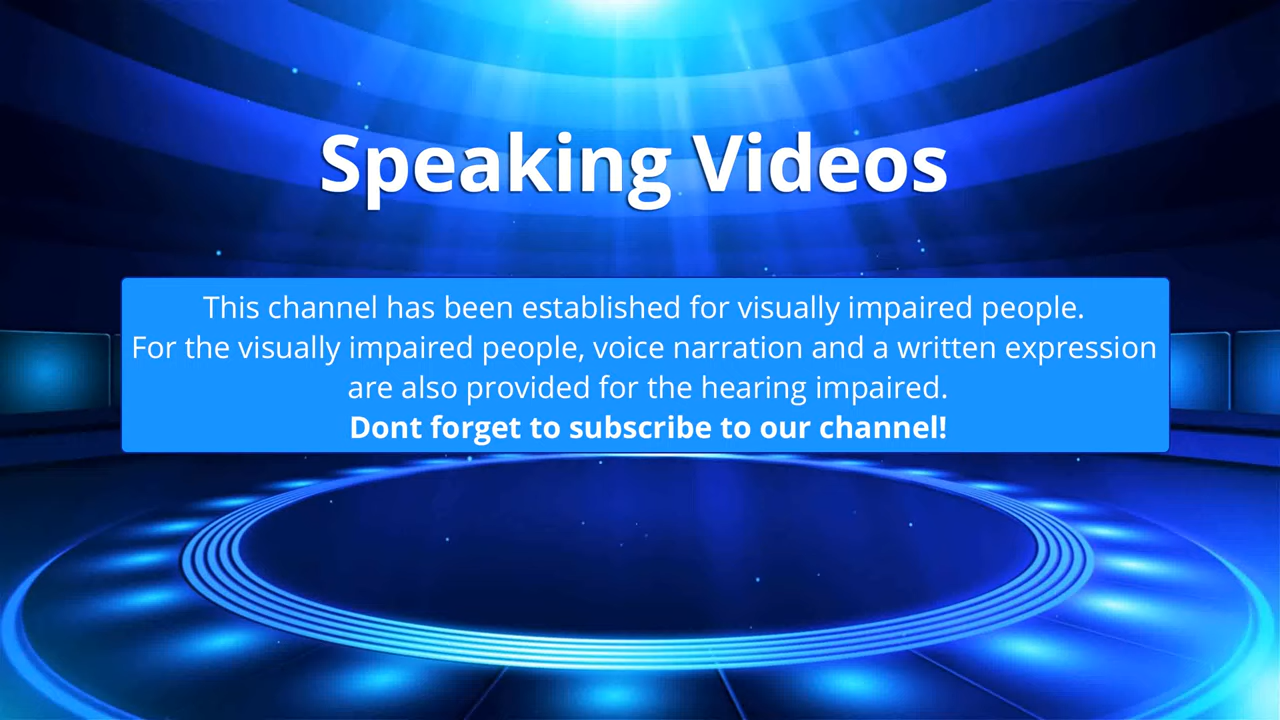 Speaking Videos
This channel has been established for visually impaired people.
For the visually impaired people, voice narration and a written expression
are also provided for the hearing impaired.
Dont forget to subscribe to our channel!